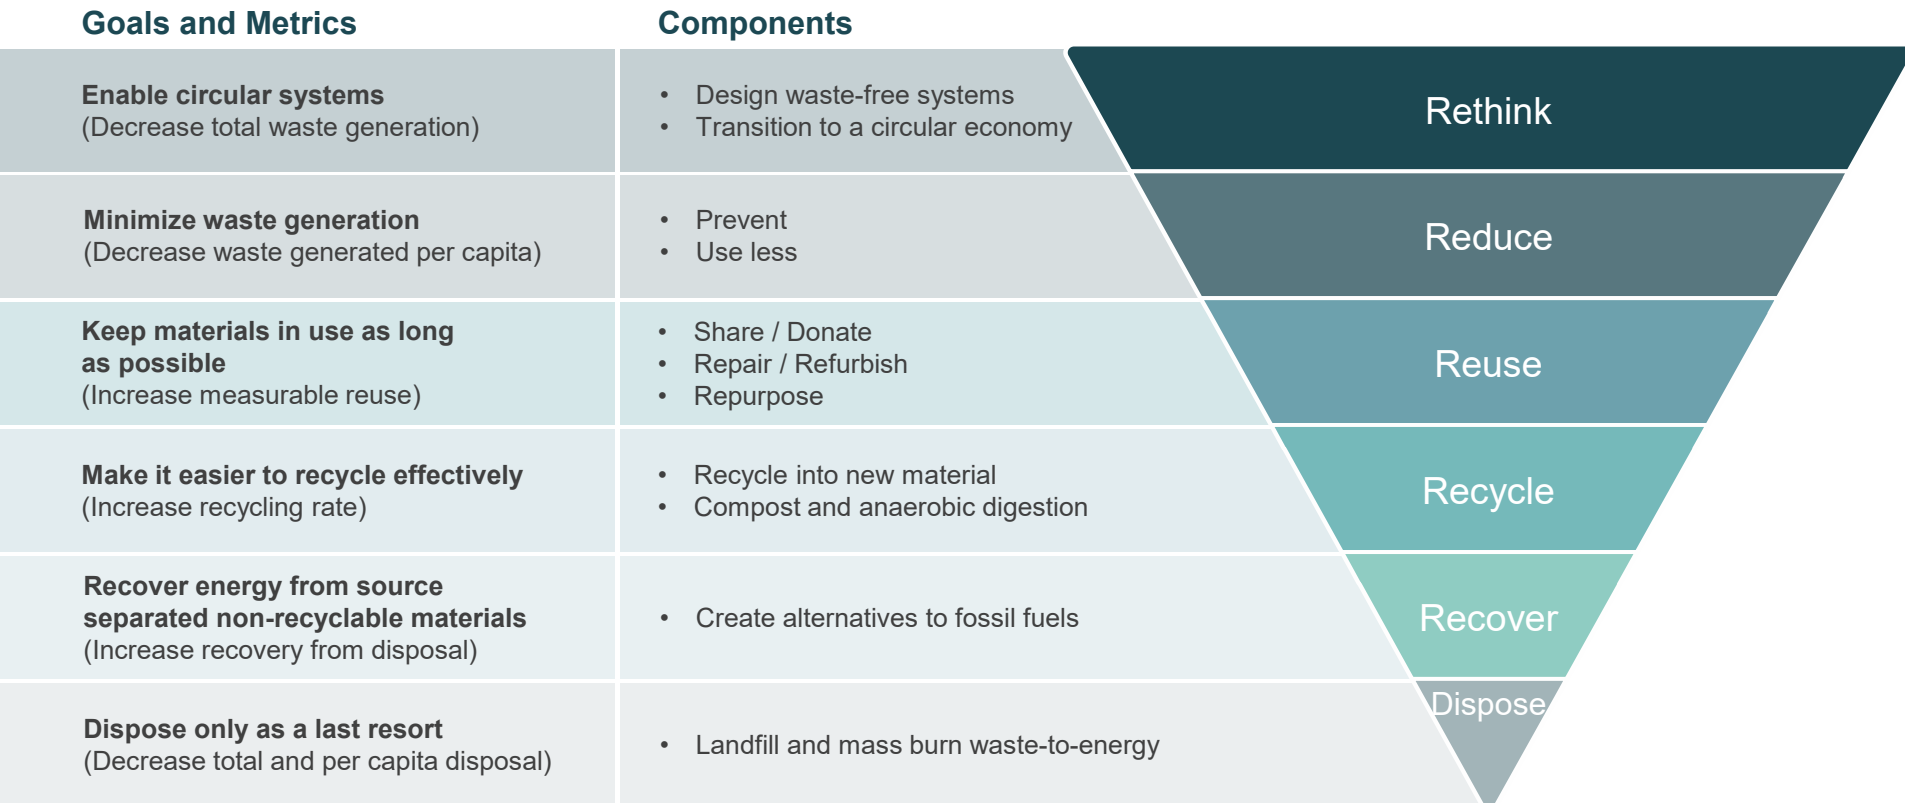 Goals and Metrics
Components
Enable circular systems
(Decrease total waste generation)
• Design waste-free systems
• Transition to a circular economy
Rethink
Minimize waste generation
(Decrease waste generated per capita)
• Prevent
• Use less
Reduce
Keep materials in use as long
as possible
(Increase measurable reuse)
• Share / Donate
• Repair / Refurbish
• Repurpose
Reuse
Make it easier to recycle effectively
(Increase recycling rate)
• Recycle into new material
• Compost and anaerobic digestion
Recycle
Recover energy from source
separated non-recyclable materials
(Increase recovery from disposal)
• Create alternatives to fossil fuels
Recover
Dispose only as a last resort
(Decrease total and per capita disposal)
• Landfill and mass burn waste-to-energy
Dispose